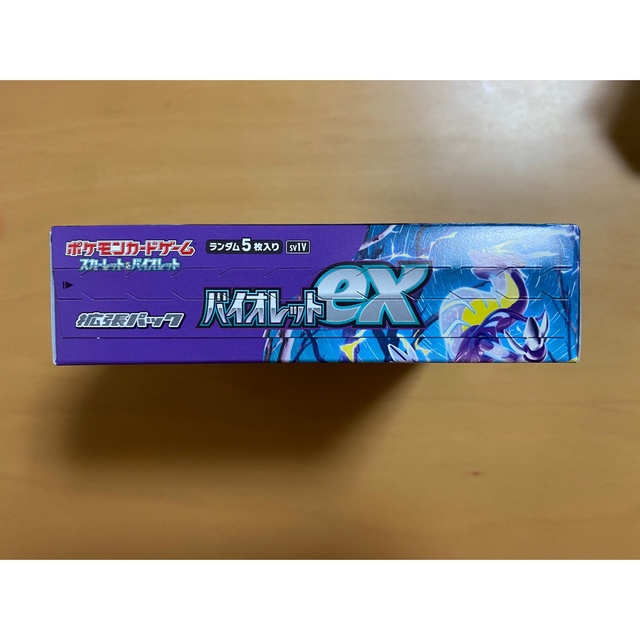 ポケモンカードゲーム
スカーレット&バイオレット
ランダム5枚入り sv1V
拡張パック
バイオレットex